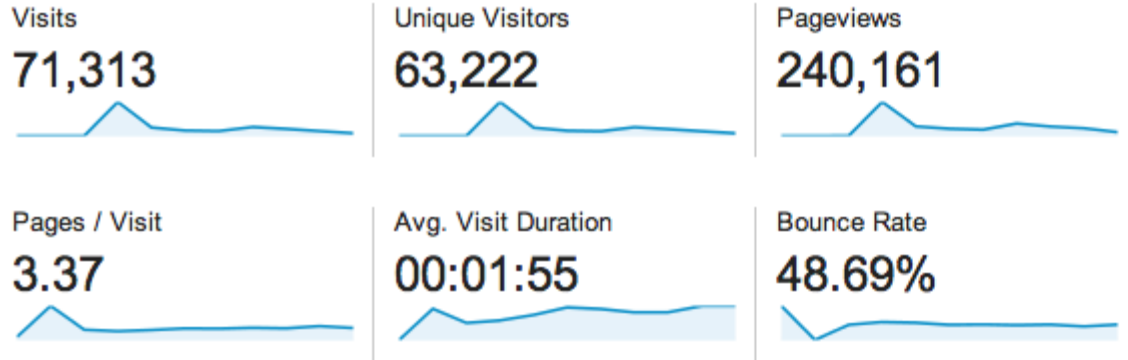 Visits
71,313
Unique Visitors
63,222
Pageviews
240,161
Pages / Visit
3.37
Avg. Visit Duration
00:01:55
Bounce Rate
48.69%